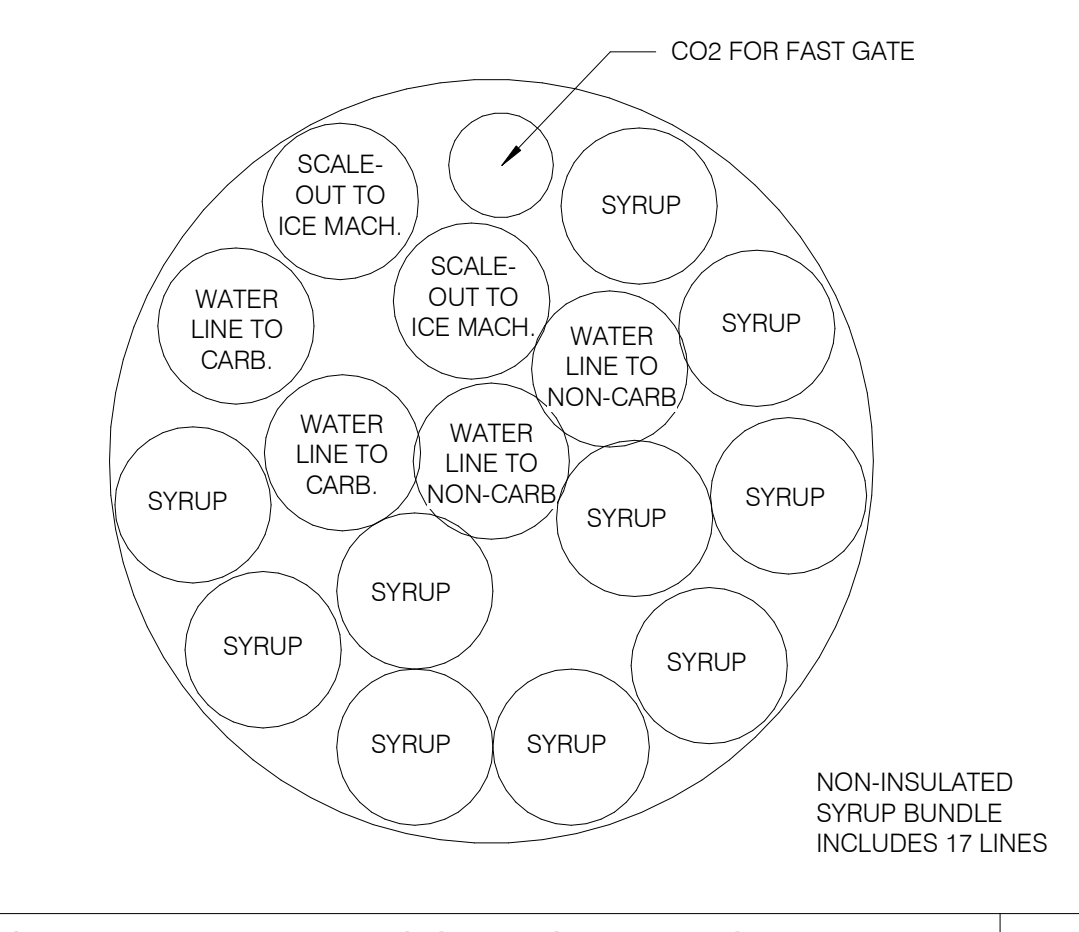 CO2 FOR FAST GATE
SCALE-
OUT TO
ICE MACH.
SYRUP
SCALE-
OUT TO
ICE MACH.
WATER
LINE TO
CARB.
SYRUP
WATER
LINE TO
NON-CARB
WATER
LINE TO
CARB.
WATER
LINE TO
NON-CARB
SYRUP
SYRUP
SYRUP
SYRUP
SYRUP
SYRUP
SYRUP
SYRUP
NON-INSULATED
SYRUP BUNDLE
INCLUDES 17 LINES